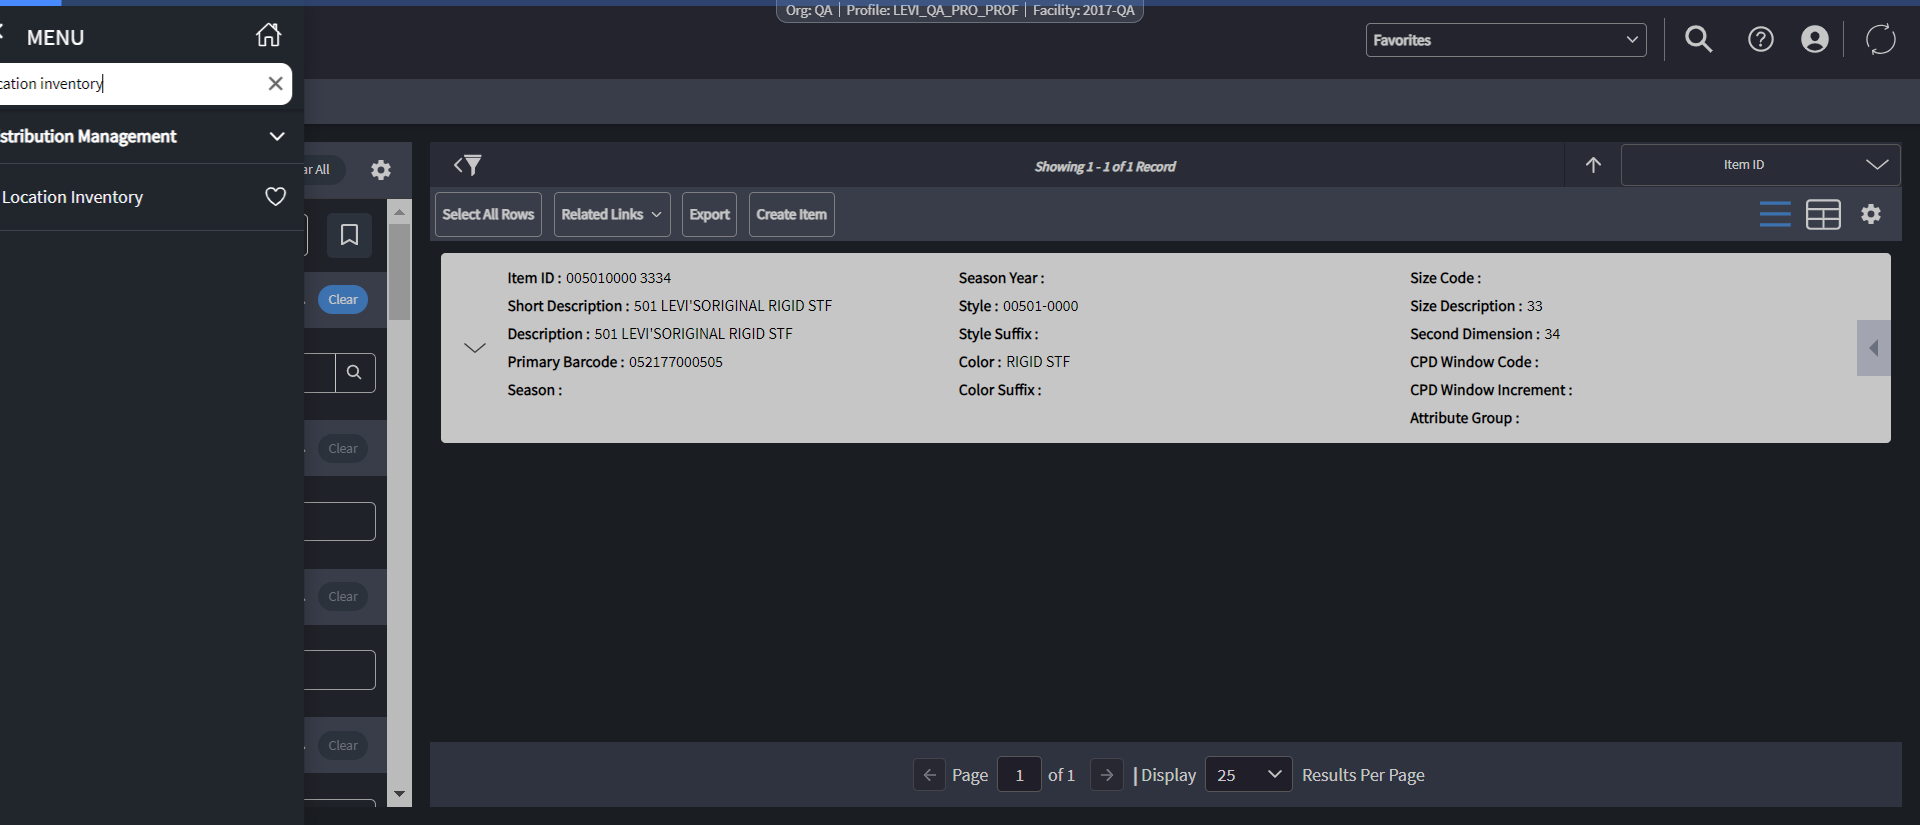 Org: QA | Profile: LEVI_QA_PRO_PROF | Facility: 2017-QA
MENU
Favorites
cation inventory
stribution Management
Location Inventory
ar All
Showing 1 - 1 of 1 Record
Item ID
Select All Rows
Related Links
Export
Create Item
Clear
Item ID : 005010000 3334
Short Description : 501 LEVI'SORIGINAL RIGID STF
Description : 501 LEVI'SORIGINAL RIGID STF
Primary Barcode : 052177000505
Season :
Season Year :
Style : 00501-0000
Style Suffix :
Color : RIGID STF
Color Suffix :
Size Code :
Size Description : 33
Second Dimension : 34
CPD Window Code :
CPD Window Increment :
Attribute Group :
Clear
Clear
Clear
Page 1 of 1 | Display 25 Results Per Page